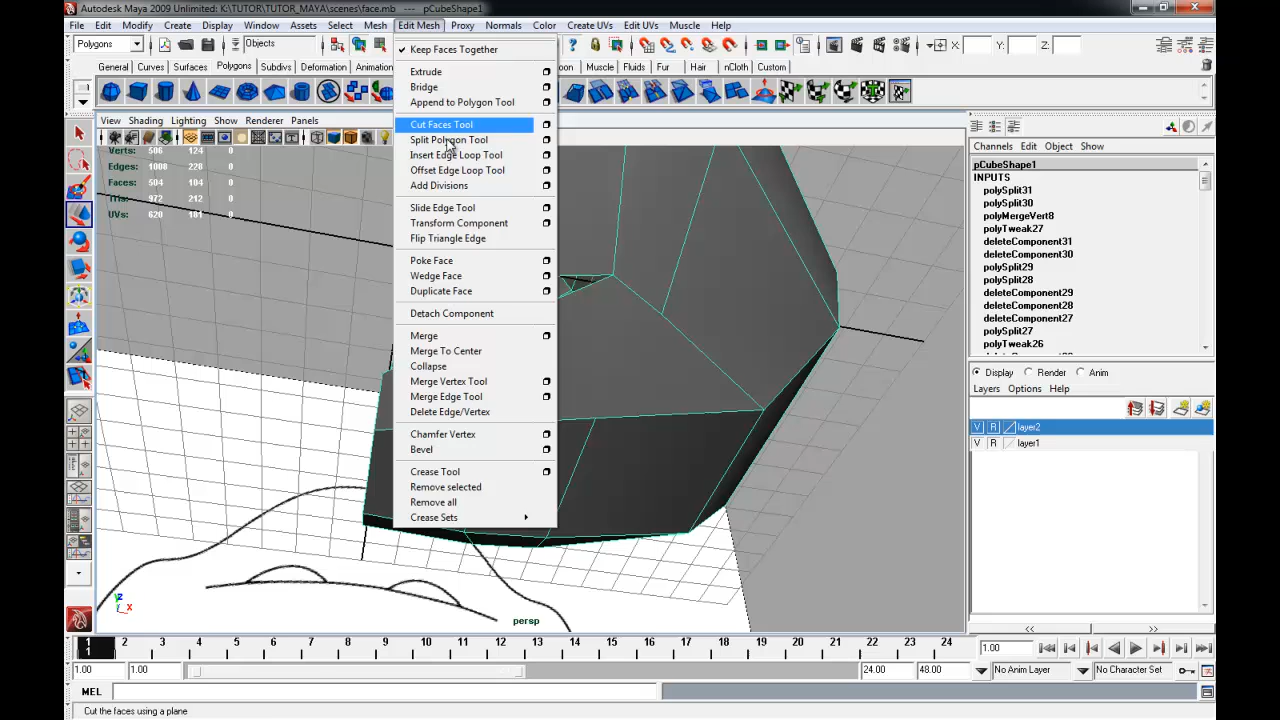 Autodesk Maya 2009 Unlimited: K:\TUTOR\TUTOR_MAYA\scenes\face.mb --- pCubeShape1
File Edit Modify Create Display Window Assets Select Mesh Edit Mesh Proxy Normals Color Create UVs Edit UVs Muscle Help
Polygons Objects X: Y: Z:
General Curves Surfaces Polygons Subdivs Deformation Animation Muscle Fluids Fur Hair nCloth Custom
View Shading Lighting Show Renderer Panels
Verts: 506 124 0
Edges: 1008 228 0
Faces: 504 104 0
Tris: 972 212 0
UVs: 620 181 0
Keep Faces Together
Extrude
Bridge
Append to Polygon Tool
Cut Faces Tool
Split Polygon Tool
Insert Edge Loop Tool
Offset Edge Loop Tool
Add Divisions
Slide Edge Tool
Transform Component
Flip Triangle Edge
Poke Face
Wedge Face
Duplicate Face
Detach Component
Merge
Merge To Center
Collapse
Merge Vertex Tool
Merge Edge Tool
Delete Edge/Vertex
Chamfer Vertex
Bevel
Crease Tool
Remove selected
Remove all
Crease Sets
Channels Edit Object Show
pCubeShape1
INPUTS
polySplit31
polySplit30
polyMergeVert8
polyTweak27
deleteComponent31
deleteComponent30
polySplit29
polySplit28
deleteComponent29
deleteComponent28
deleteComponent27
polySplit27
polyTweak26
Display Render Anim
Layers Options Help
V R layer2
V R layer1
z
x
persp
1 2 3 4 5 6 7 8 9 10 11 12 13 14 15 16 17 18 19 20 21 22 23 24
1
1.00
1.00 1.00 24.00 48.00 No Anim Layer No Character Set
MEL
Cut the faces using a plane